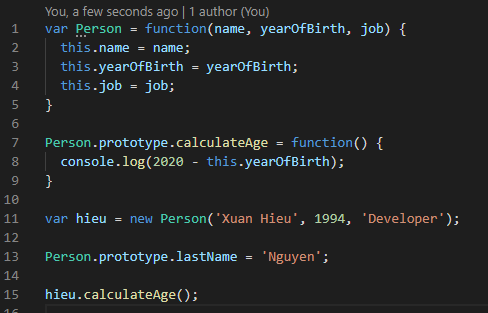 You, a few seconds ago | 1 author (You)
1 var Person = function(name, yearOfBirth, job) {
2   this.name = name;
3   this.yearOfBirth = yearOfBirth;
4   this.job = job;
5 }
6
7 Person.prototype.calculateAge = function() {
8   console.log(2020 - this.yearOfBirth);
9 }
10
11 var hieu = new Person('Xuan Hieu', 1994, 'Developer');
12
13 Person.prototype.lastName = 'Nguyen';
14
15 hieu.calculateAge();
16